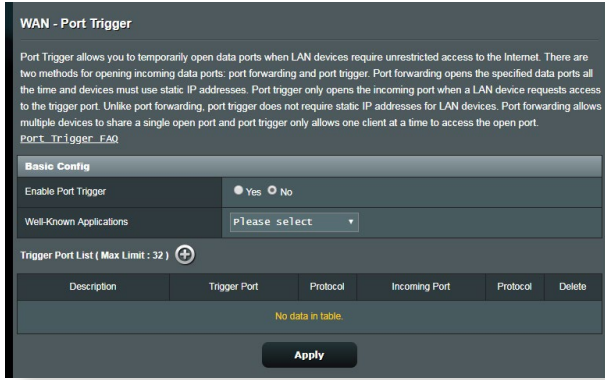 WAN - Port Trigger
Port Trigger allows you to temporarily open data ports when LAN devices require unrestricted access to the Internet. There are
two methods for opening incoming data ports: port forwarding and port trigger. Port forwarding opens the specified data ports all
the time and devices must use static IP addresses. Port trigger only opens the incoming port when a LAN device requests access
to the trigger port. Unlike port forwarding, port trigger does not require static IP addresses for LAN devices. Port forwarding allows
multiple devices to share a single open port and port trigger only allows one client at a time to access the open port.
Port Trigger FAQ
Basic Config
Enable Port Trigger Yes No
Well-Known Applications Please select
Trigger Port List ( Max Limit : 32 )
Description Trigger Port Protocol Incoming Port Protocol Delete
No data in table.
Apply